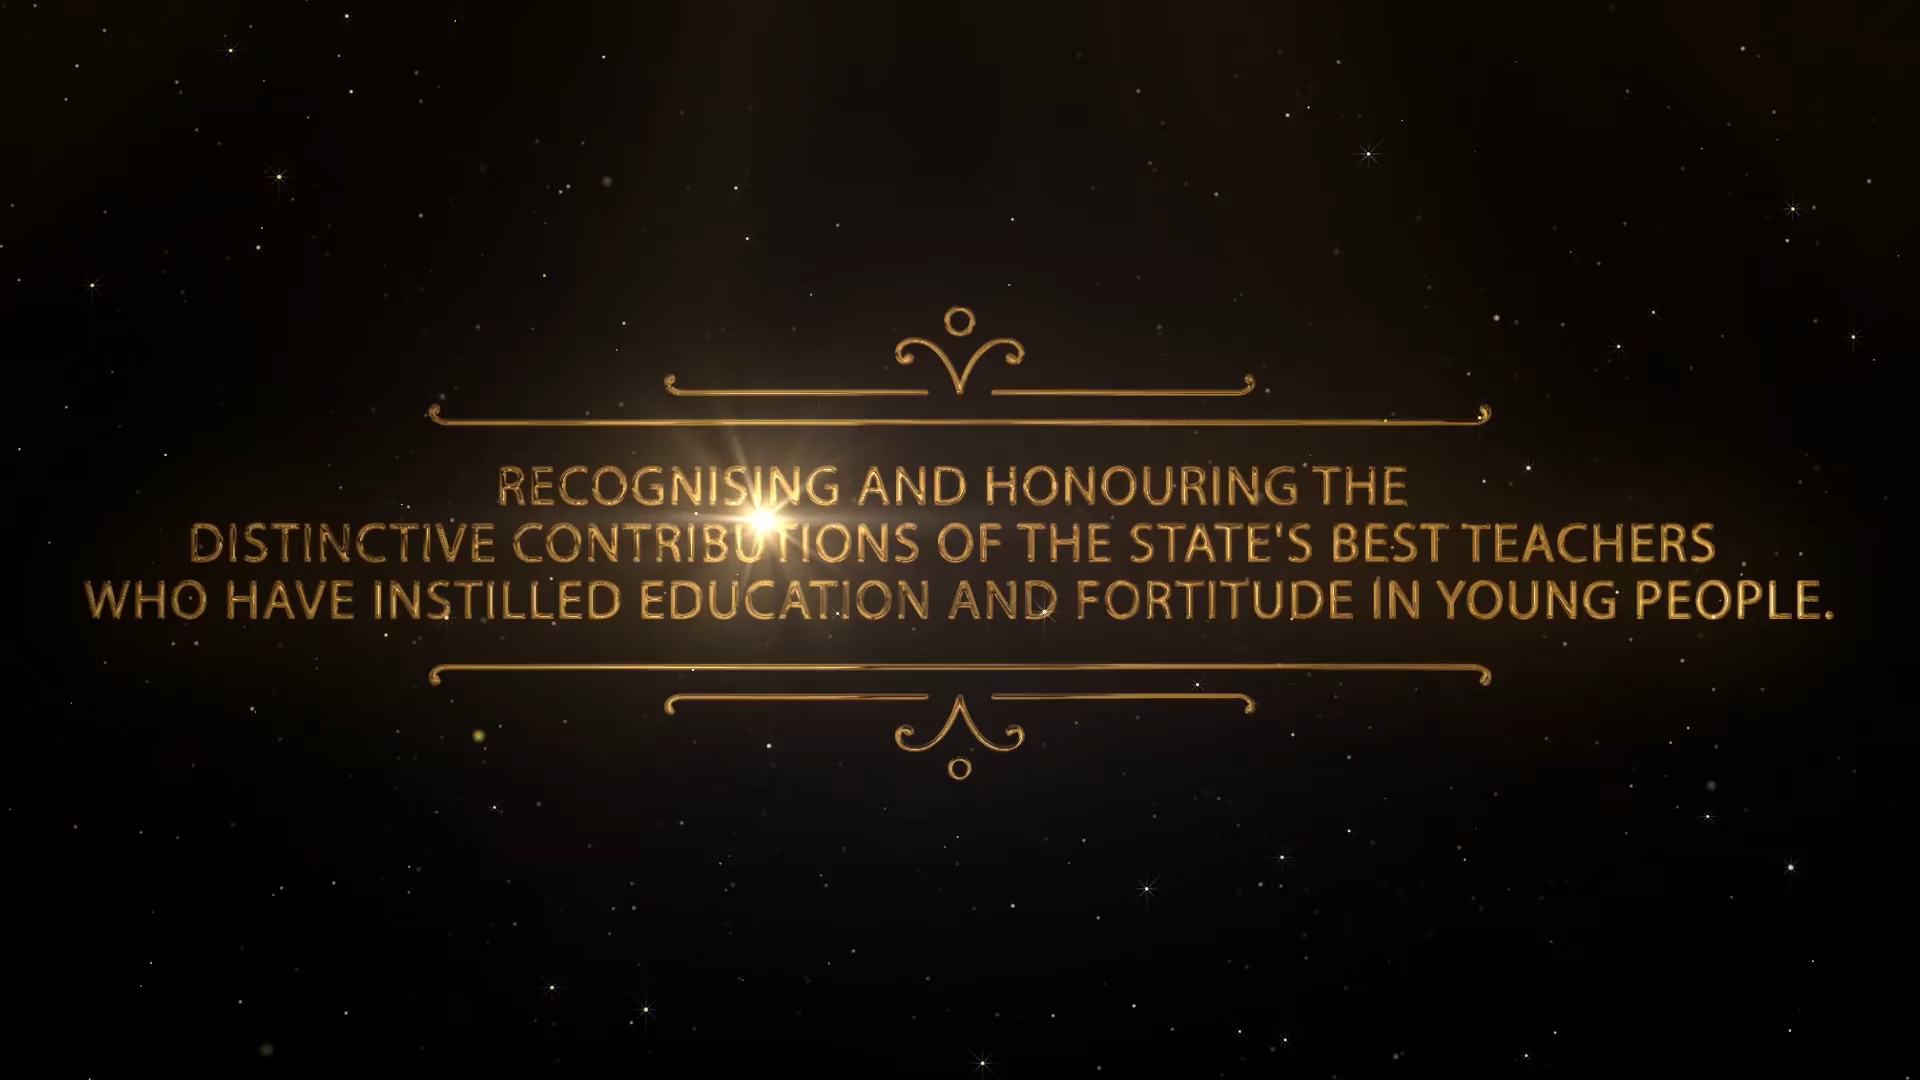 RECOGNISING AND HONOURING THE
DISTINCTIVE CONTRIBUTIONS OF THE STATE'S BEST TEACHERS
WHO HAVE INSTILLED EDUCATION AND FORTITUDE IN YOUNG PEOPLE.